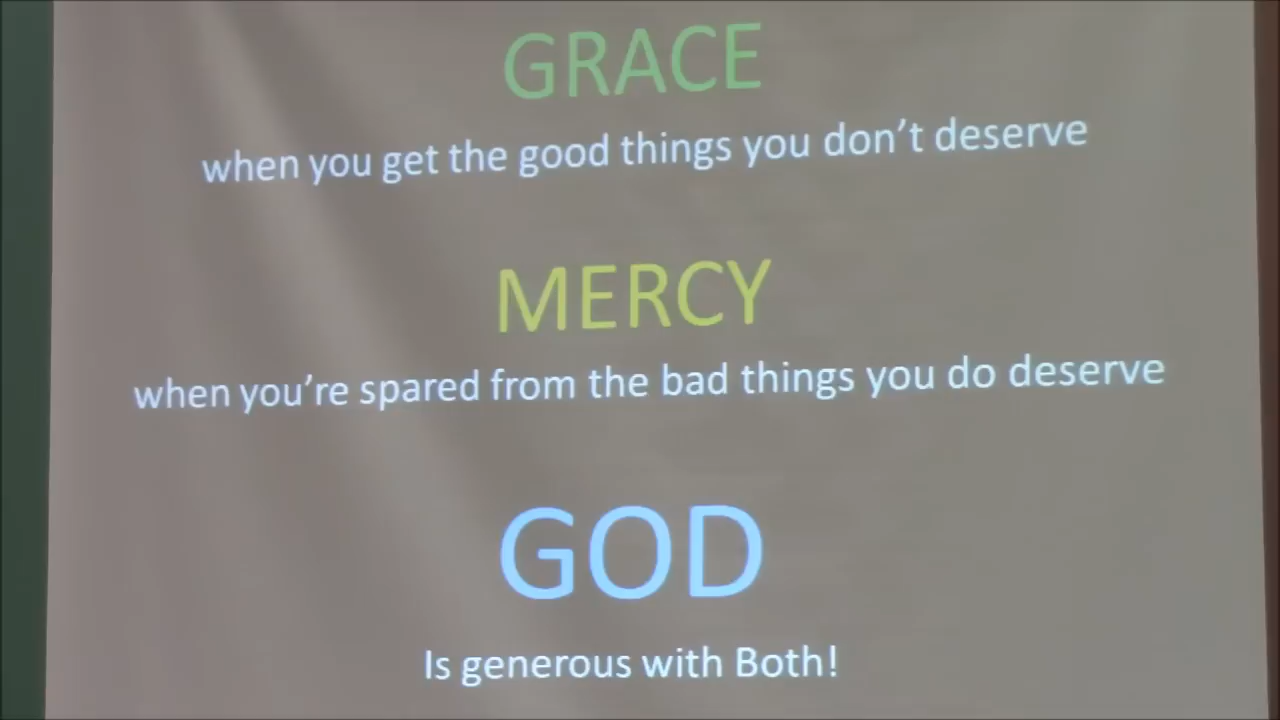 GRACE
when you get the good things you don’t deserve
MERCY
when you’re spared from the bad things you do deserve
GOD
Is generous with Both!